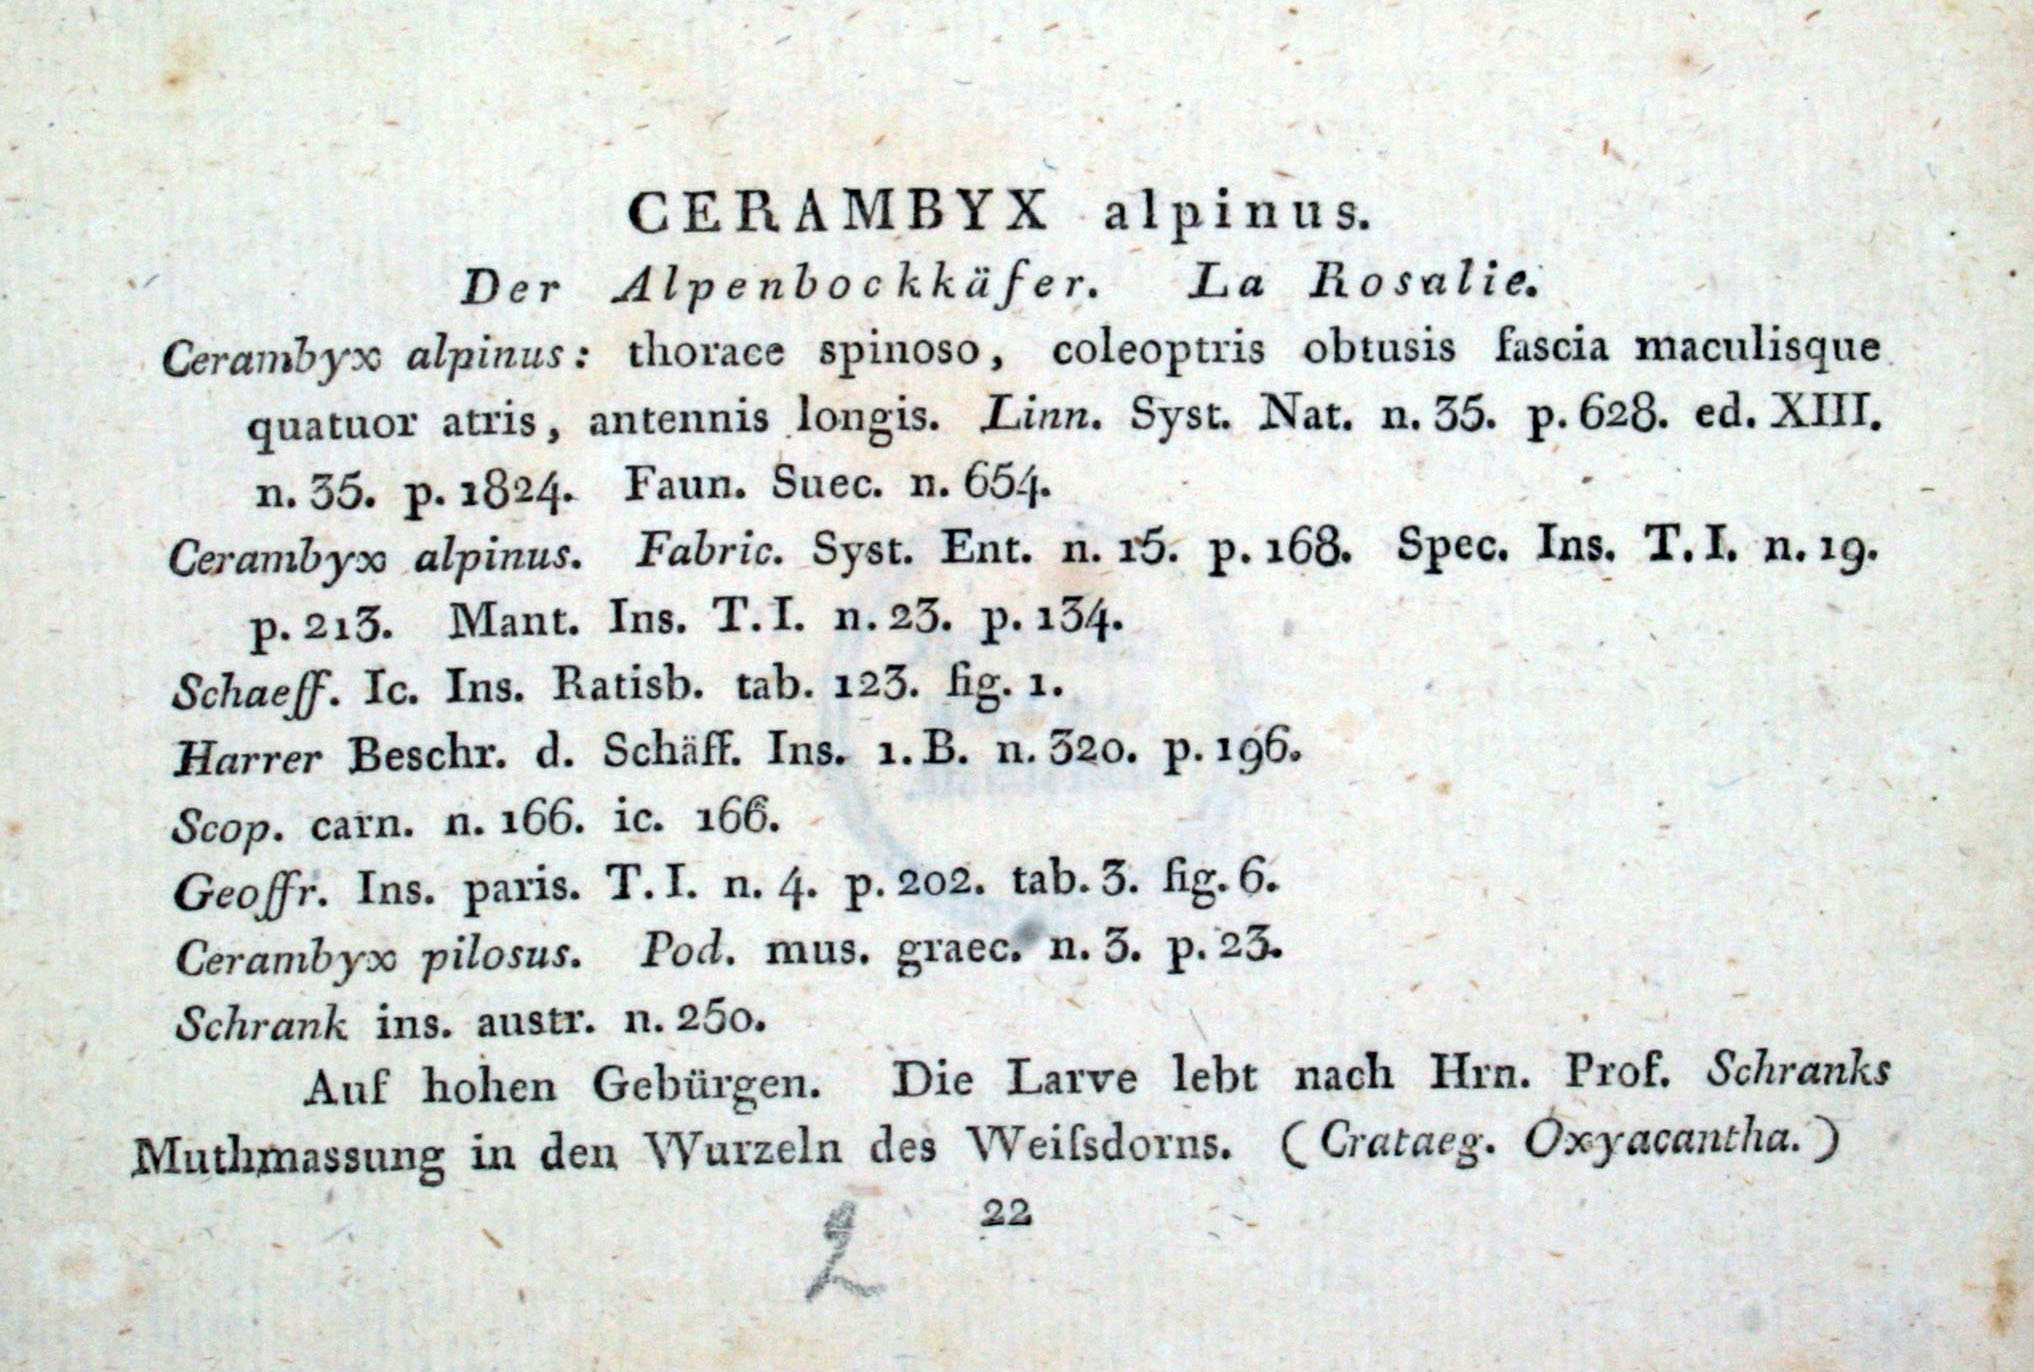 CERAMBYX alpinus.
Der Alpenbockkäfer. La Rosalie.
Cerambyx alpinus: thorace spinoso, coleoptris obtusis fascia maculisque
quatuor atris, antennis longis. Linn. Syst. Nat. n. 35. p. 628. ed. XIII.
n. 35. p. 1824. Faun. Suec. n. 654.
Cerambyx alpinus. Fabric. Syst. Ent. n. 15. p. 168. Spec. Ins. T. I. n. 19.
p. 213. Mant. Ins. T. I. n. 23. p. 134.
Schaeff. Ic. Ins. Ratisb. tab. 123. fig. 1.
Harrer Beschr. d. Schäff. Ins. 1. B. n. 320. p. 196.
Scop. carn. n. 166. ic. 166.
Geoffr. Ins. paris. T. I. n. 4. p. 202. tab. 3. fig. 6.
Cerambyx pilosus. Pod. mus. graec. n. 3. p. 23.
Schrank ins. austr. n. 250.
Auf hohen Gebürgen. Die Larve lebt nach Hrn. Prof. Schranks
Muthmassung in den Wurzeln des Weiſsdorns. (Crataeg. Oxyacantha.)
22
2